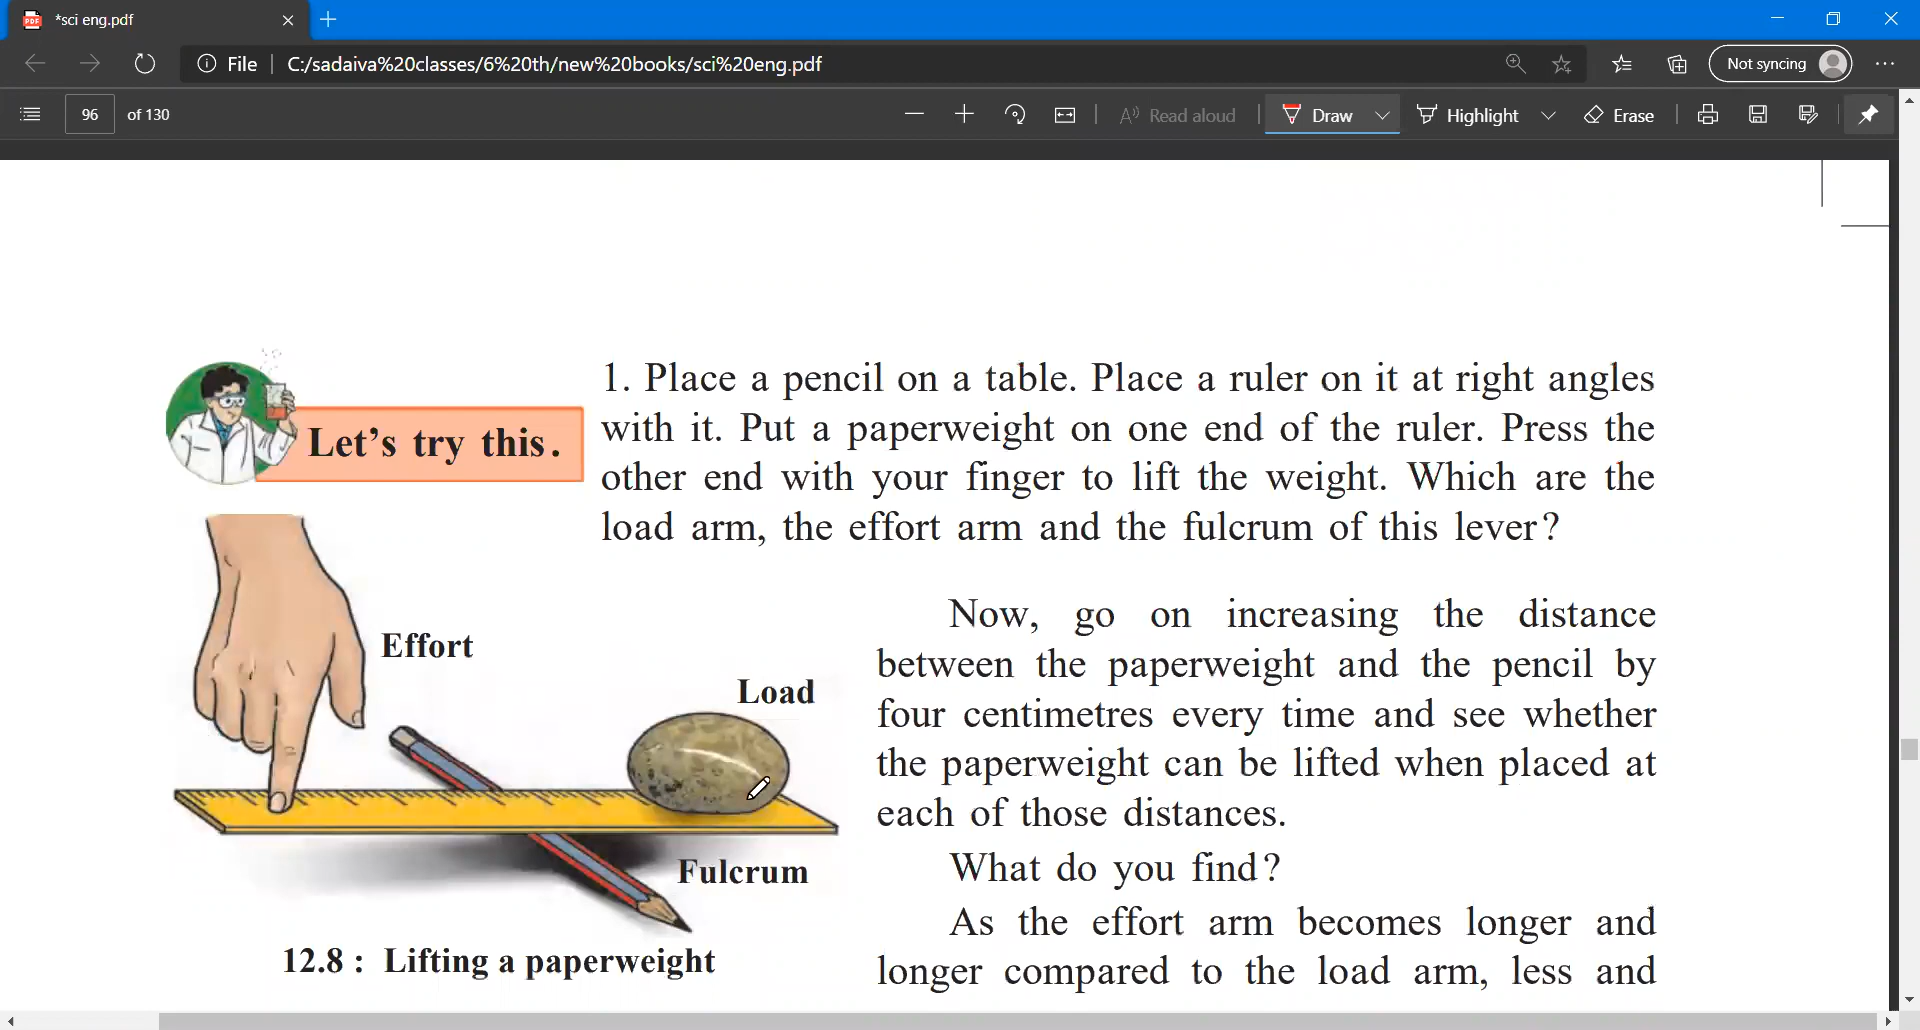 *sci eng.pdf
File
C:/sadaiva%20classes/6%20th/new%20books/sci%20eng.pdf
Not syncing
96 of 130
Read aloud
Draw
Highlight
Erase
Let's try this.
1. Place a pencil on a table. Place a ruler on it at right angles
with it. Put a paperweight on one end of the ruler. Press the
other end with your finger to lift the weight. Which are the
load arm, the effort arm and the fulcrum of this lever?
Effort
Load
Fulcrum
12.8 : Lifting a paperweight
Now, go on increasing the distance
between the paperweight and the pencil by
four centimetres every time and see whether
the paperweight can be lifted when placed at
each of those distances.
What do you find?
As the effort arm becomes longer and
longer compared to the load arm, less and